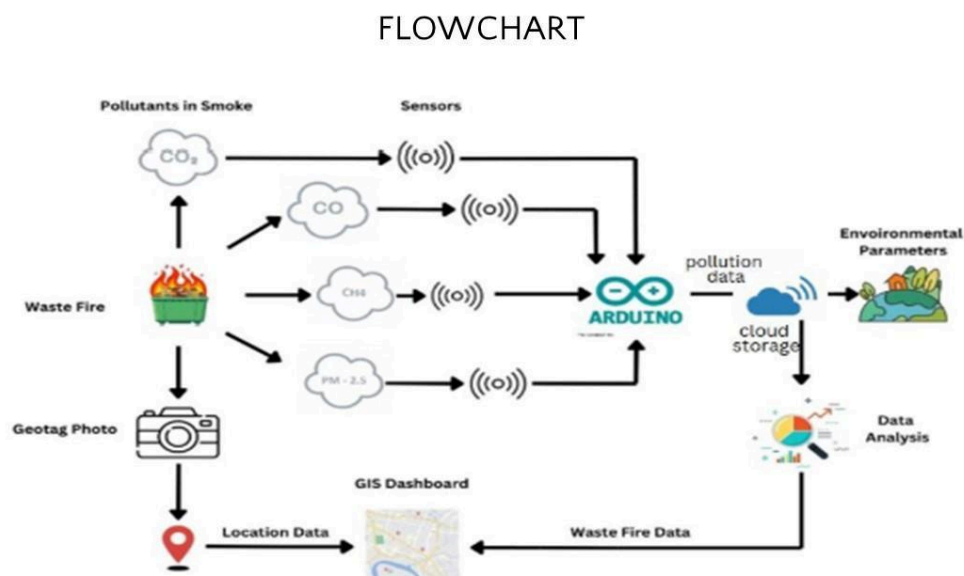 FLOWCHART
Pollutants in Smoke
Sensors
CO₂
CO
Envoironmental
Parameters
pollution
data
CH4
Waste Fire
ARDUINO
cloud
storage
PM - 2.5
Geotag Photo
Data
Analysis
GIS Dashboard
Location Data
Waste Fire Data